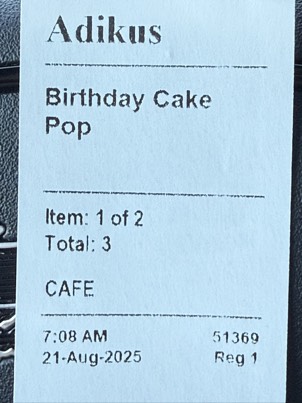 Adikus
Birthday Cake
Pop
Item: 1 of 2
Total: 3
CAFE
7:08 AM 51369
21-Aug-2025 Reg 1